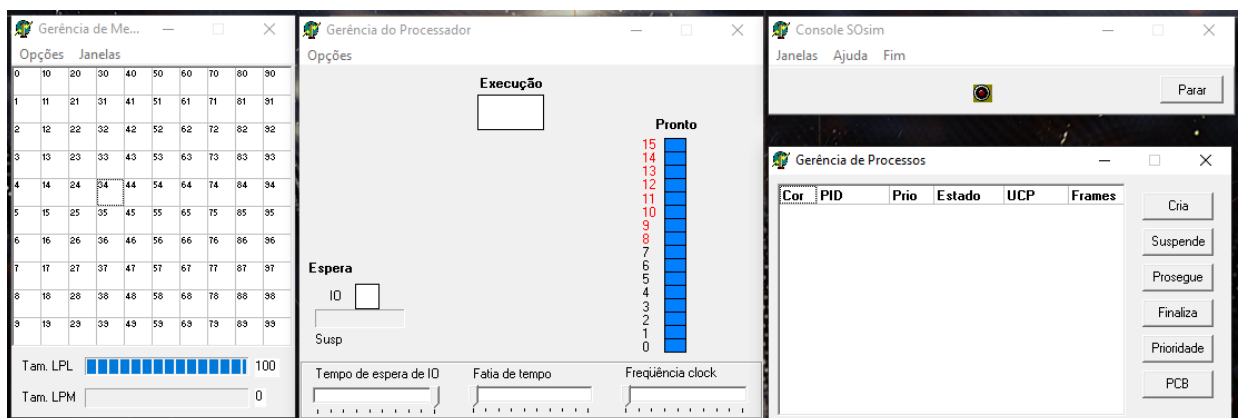 Gerência de Me...
Opções Janelas
0 10 20 30 40 50 60 70 80 90
1 11 21 31 41 51 61 71 81 91
2 12 22 32 42 52 62 72 82 92
3 13 23 33 43 53 63 73 83 93
4 14 24 34 44 54 64 74 84 94
5 15 25 35 45 55 65 75 85 95
6 16 26 36 46 56 66 76 86 96
7 17 27 37 47 57 67 77 87 97
8 18 28 38 48 58 68 78 88 98
9 19 29 39 49 59 69 79 89 99
Tam. LPL 100
Tam. LPM 0
Gerência do Processador
Opções
Execução
Pronto
15
14
13
12
11
10
9
8
7
6
5
4
3
2
1
0
Espera
IO
Susp
Tempo de espera de IO Fatia de tempo Freqüência clock
Console SOsim
Janelas Ajuda Fim
Parar
Gerência de Processos
Cor PID Prio Estado UCP Frames
Cria
Suspende
Prossegue
Finaliza
Prioridade
PCB